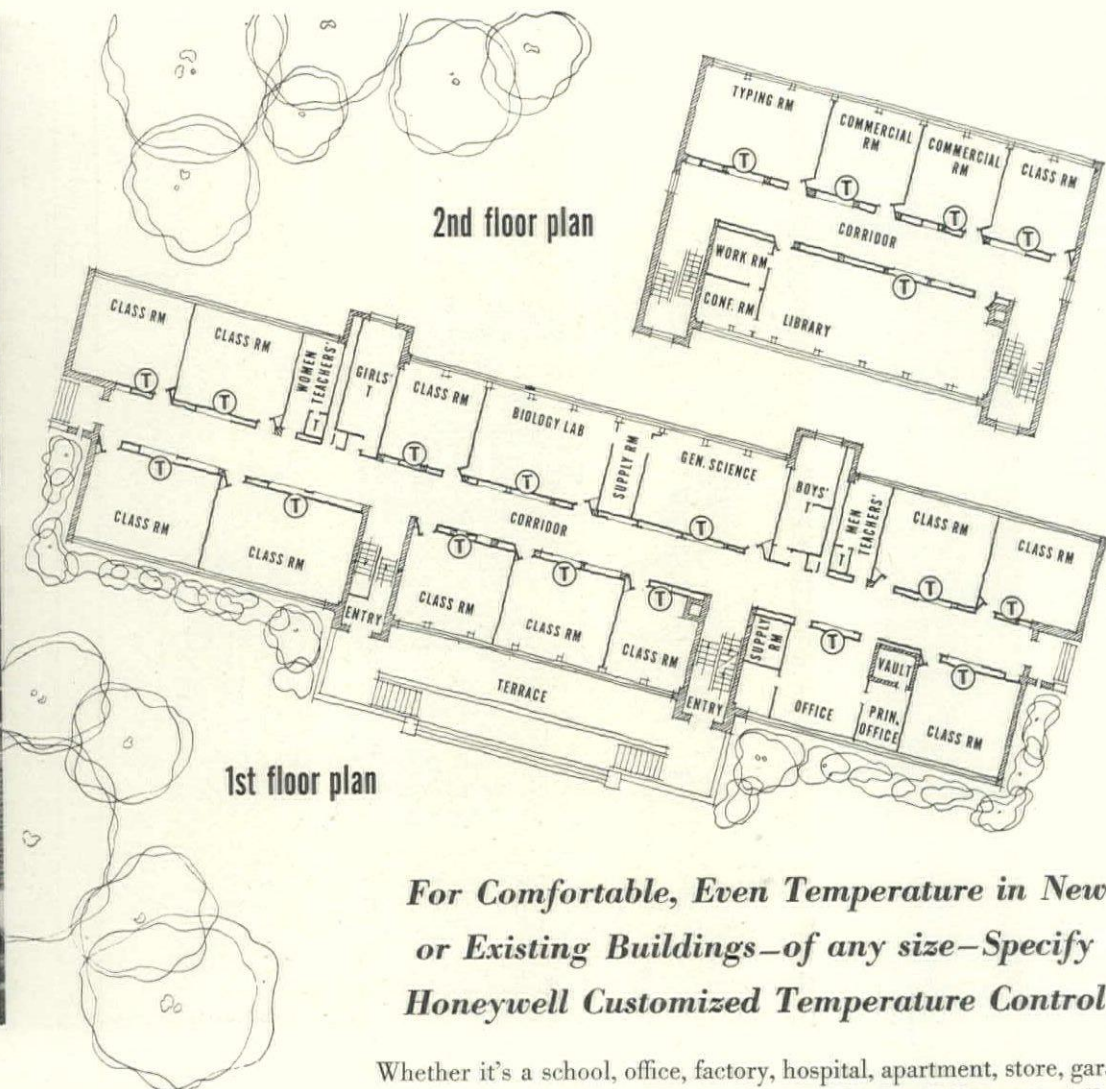 TYPING RM
COMMERCIAL
RM
COMMERCIAL
RM
CLASS RM
T
T
T
T
2nd floor plan
CORRIDOR
WORK RM
T
CONF. RM
LIBRARY
CLASS RM
CLASS RM
WOMEN
TEACHERS'
T
GIRLS'
T
CLASS RM
BIOLOGY LAB
SUPPLY RM
GEN. SCIENCE
BOYS'
T
MEN
TEACHERS'
T
CLASS RM
CLASS RM
T
T
T
T
T
T
T
T
T
CORRIDOR
T
T
T
T
T
CLASS RM
CLASS RM
ENTRY
CLASS RM
CLASS RM
CLASS RM
ENTRY
SUPPLY
RM
OFFICE
VAULT
PRIN.
OFFICE
CLASS RM
TERRACE
1st floor plan
For Comfortable, Even Temperature in New
or Existing Buildings—of any size—Specify
Honeywell Customized Temperature Control
Whether it's a school, office, factory, hospital, apartment, store, gar